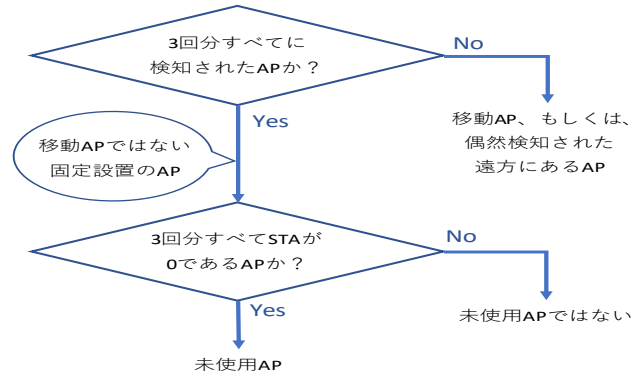 3回分すべてに
検知されたAPか？
No
移動AP、もしくは、
偶然検知された
遠方にあるAP
Yes
移動APではない
固定設置のAP
3回分すべてSTAが
0であるAPか？
No
未使用APではない
Yes
未使用AP